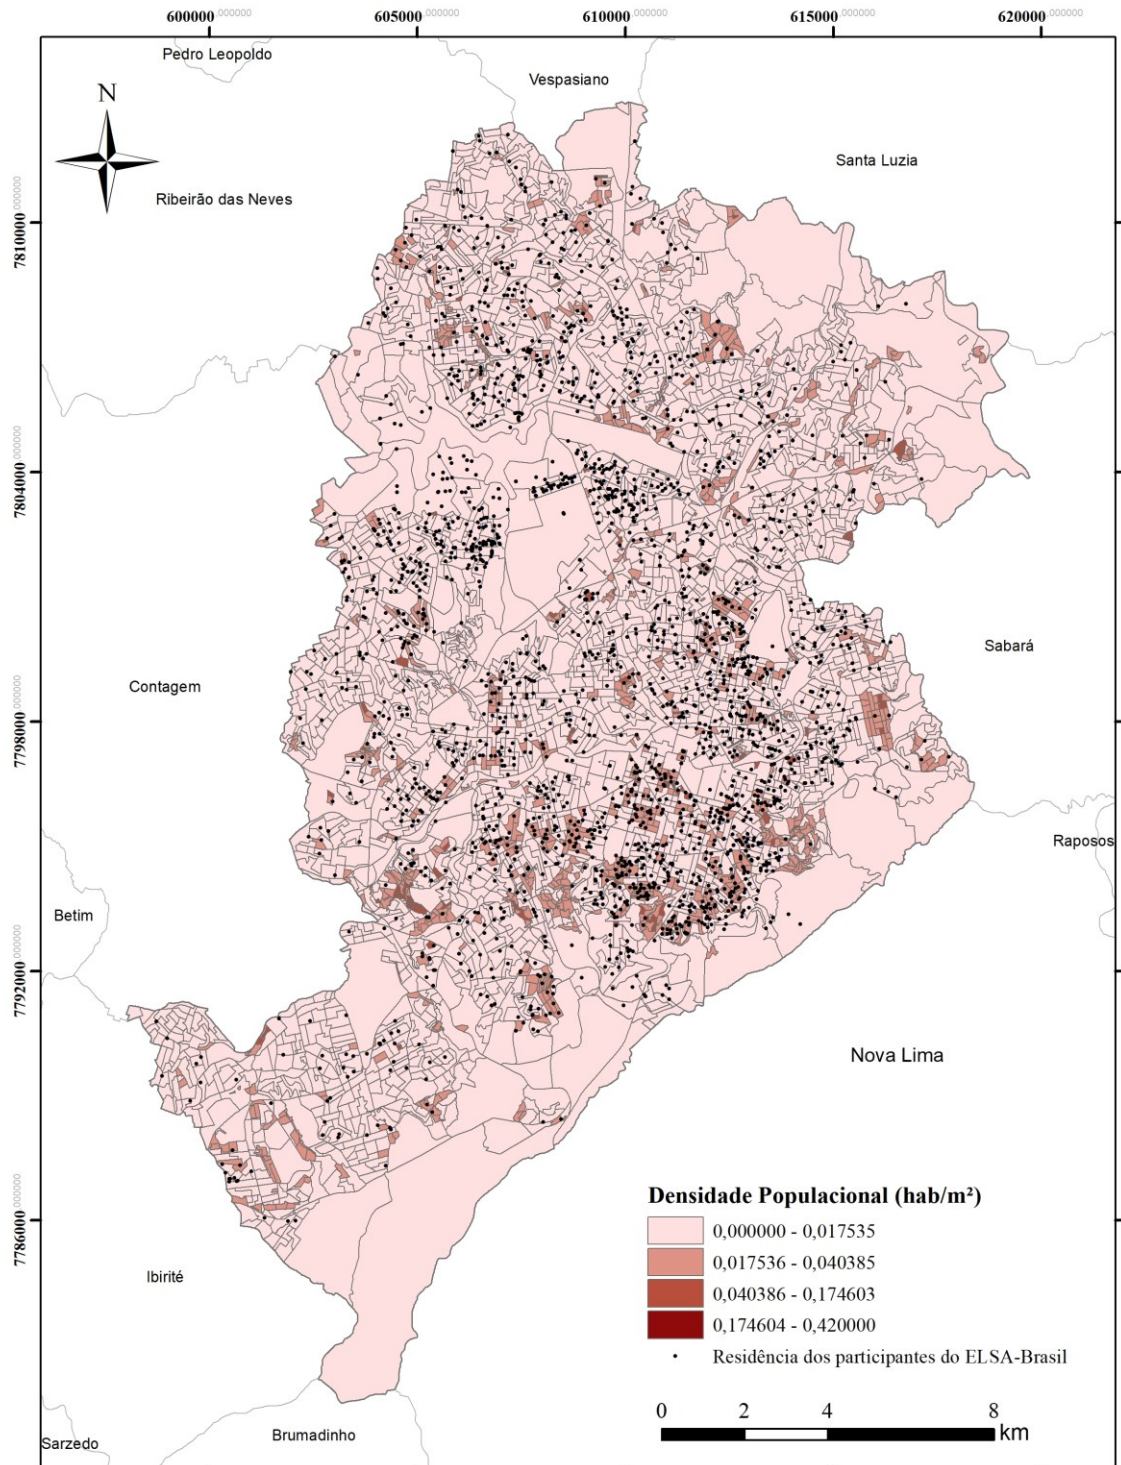 600000,000000 605000,000000 610000,000000 615000,000000 620000,000000
Pedro Leopoldo
Vespasiano
N
Santa Luzia
Ribeirão das Neves
7810000,000000
7804000,000000
Sabará
Contagem
7798000,000000
Raposos
Betim
7792000,000000
Nova Lima
Densidade Populacional (hab/m²)
0,000000 - 0,017535
0,017536 - 0,040385
0,040386 - 0,174603
0,174604 - 0,420000
Residência dos participantes do ELSA-Brasil
7786000,000000
Ibirité
0 2 4 8
km
Brumadinho
Sarzedo